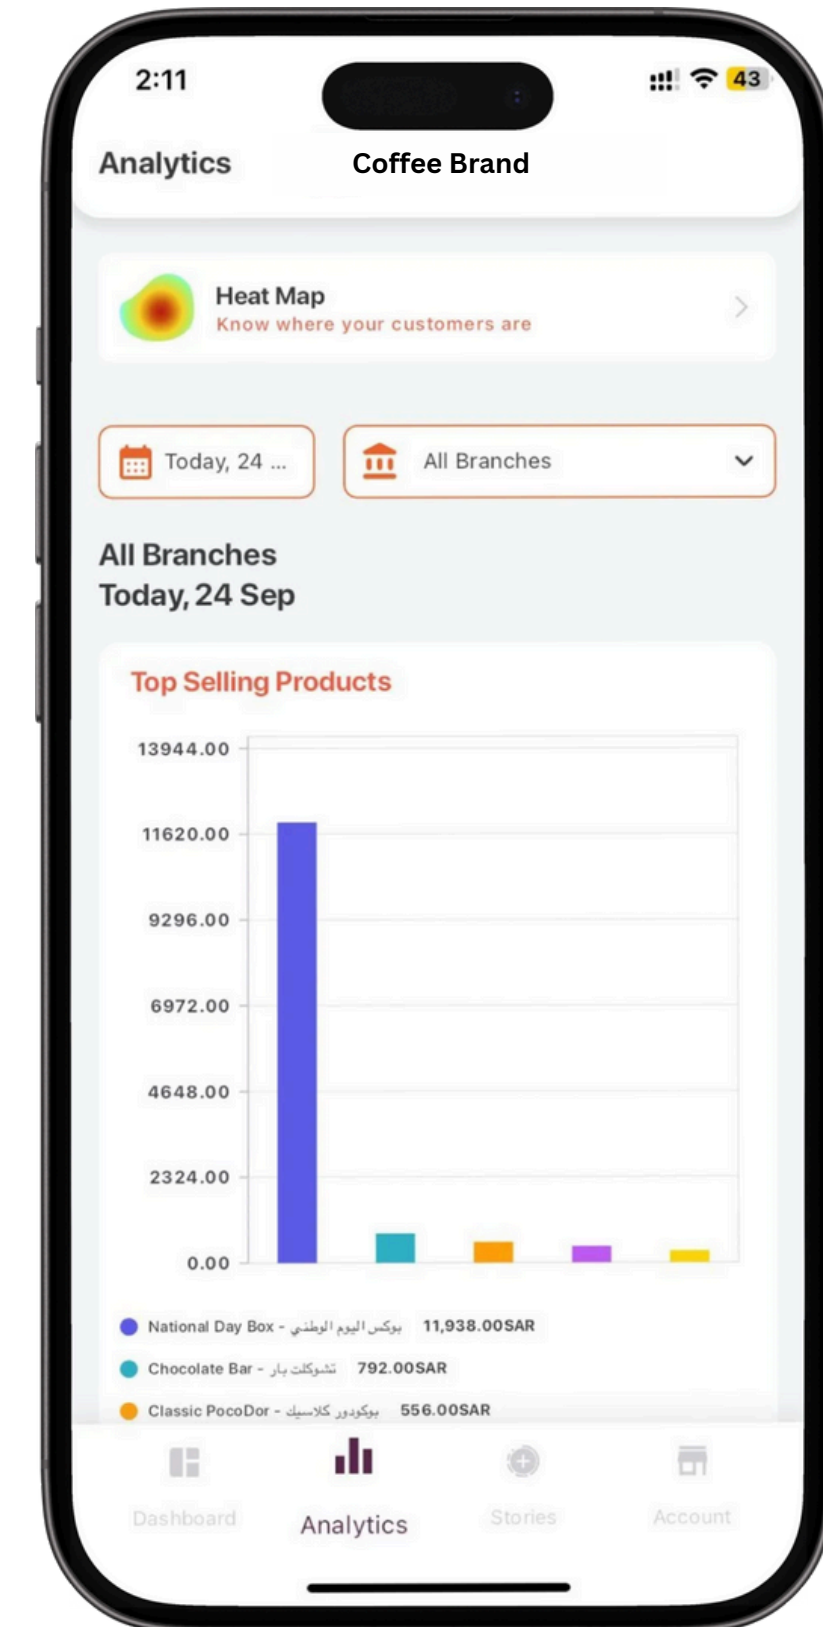 2:11
43
Analytics
Coffee Brand
Heat Map
Know where your customers are
Today, 24 ...
All Branches
All Branches
Today, 24 Sep
Top Selling Products
13944.00
11620.00
9296.00
6972.00
4648.00
2324.00
0.00
National Day Box - بوكس اليوم الوطني 11,938.00SAR
Chocolate Bar - تشوكلت بار 792.00SAR
Classic PocoDor - بوكودور كلاسيك 556.00SAR
Dashboard
Analytics
Stories
Account